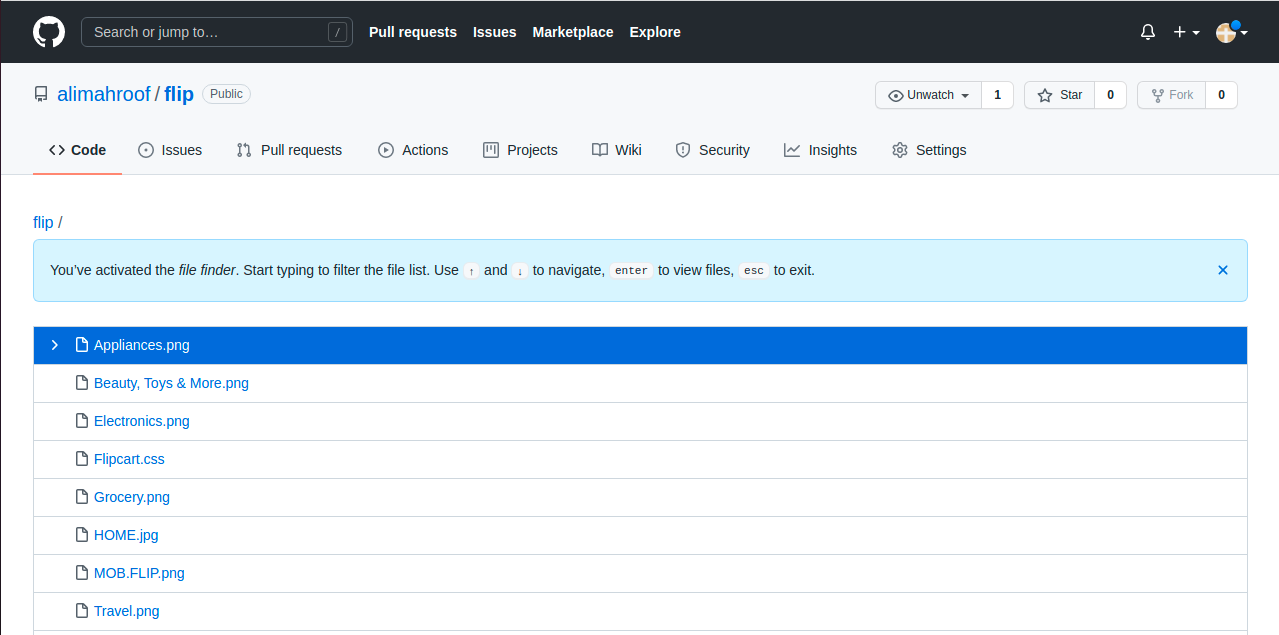 Search or jump to… / Pull requests Issues Marketplace Explore
alimahroof / flip Public Unwatch 1 Star 0 Fork 0
Code Issues Pull requests Actions Projects Wiki Security Insights Settings
flip /
You’ve activated the file finder. Start typing to filter the file list. Use ↑ and ↓ to navigate, enter to view files, esc to exit.
Appliances.png
Beauty, Toys & More.png
Electronics.png
Flipcart.css
Grocery.png
HOME.jpg
MOB.FLIP.png
Travel.png